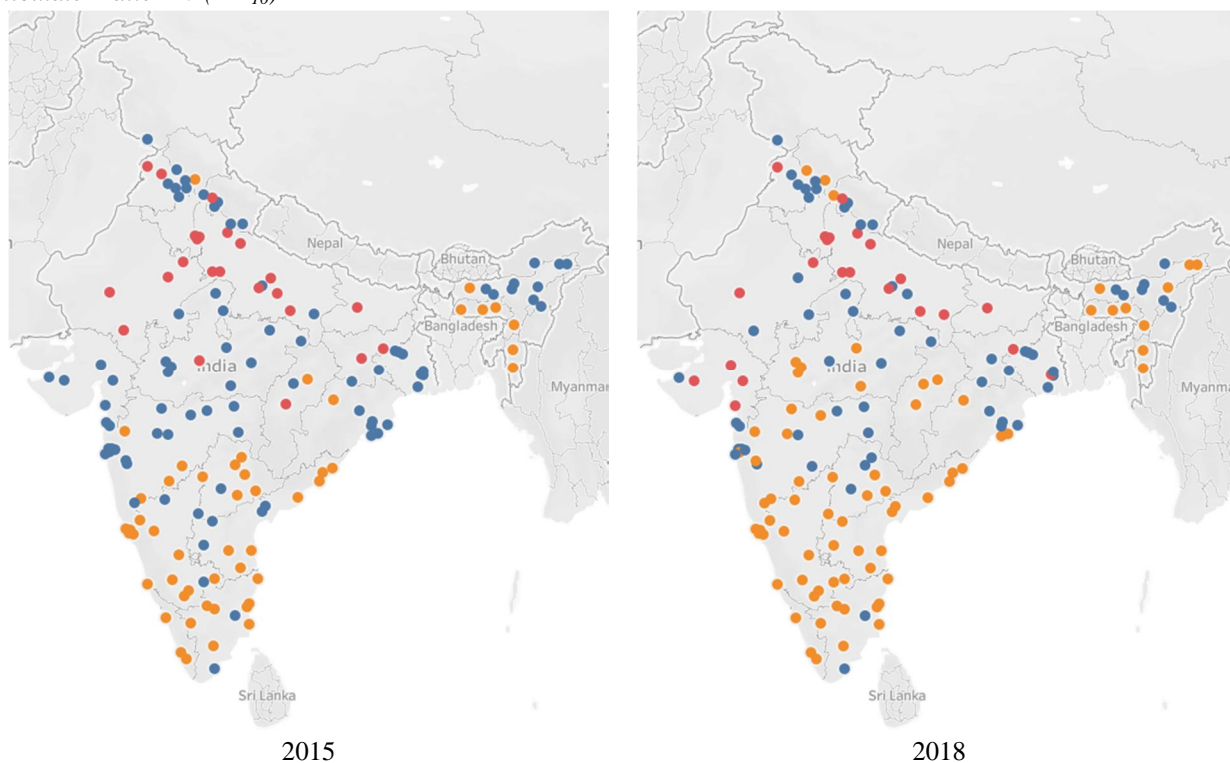 Nepal
Bhutan
Bangladesh
India
Myanmar
Sri Lanka
2015
Nepal
Bhutan
Bangladesh
India
Myanmar
Sri Lanka
2018